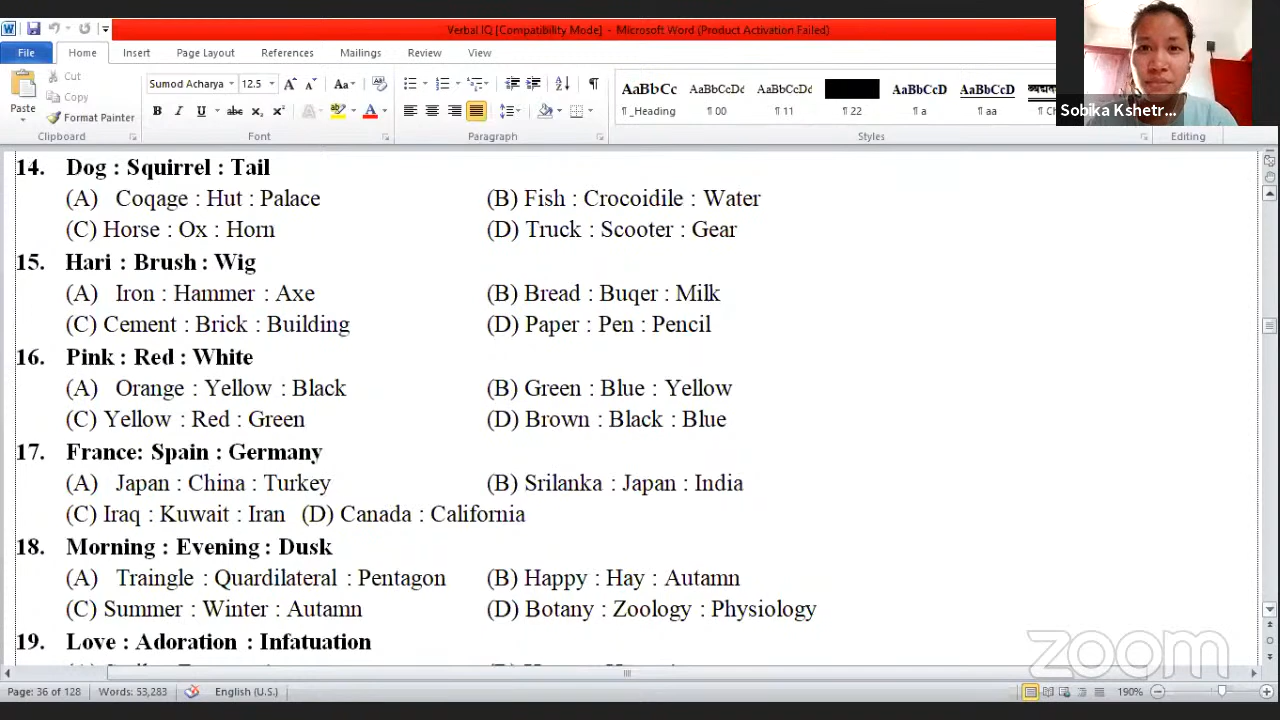 Verbal IQ [Compatibility Mode] - Microsoft Word (Product Activation Failed)
File Home Insert Page Layout References Mailings Review View
Sobika Kshetr...
Paste
Cut
Copy
Format Painter
Sumod Acharya 12.5
AaBbCc AaBbCcDc AaBbCcDc AaBbCcD AaBbCcD
¶ _Heading ¶ 00 ¶ 11 ¶ 22 ¶ a ¶ aa
Clipboard Font Paragraph Styles Editing
14. Dog : Squirrel : Tail
(A) Coqage : Hut : Palace (B) Fish : Crocoidile : Water
(C) Horse : Ox : Horn (D) Truck : Scooter : Gear
15. Hari : Brush : Wig
(A) Iron : Hammer : Axe (B) Bread : Buqer : Milk
(C) Cement : Brick : Building (D) Paper : Pen : Pencil
16. Pink : Red : White
(A) Orange : Yellow : Black (B) Green : Blue : Yellow
(C) Yellow : Red : Green (D) Brown : Black : Blue
17. France: Spain : Germany
(A) Japan : China : Turkey (B) Srilanka : Japan : India
(C) Iraq : Kuwait : Iran (D) Canada : California
18. Morning : Evening : Dusk
(A) Traingle : Quardilateral : Pentagon (B) Happy : Hay : Autamn
(C) Summer : Winter : Autamn (D) Botany : Zoology : Physiology
19. Love : Adoration : Infatuation
zoom
Page: 36 of 128 Words: 53,283 English (U.S.) 190%